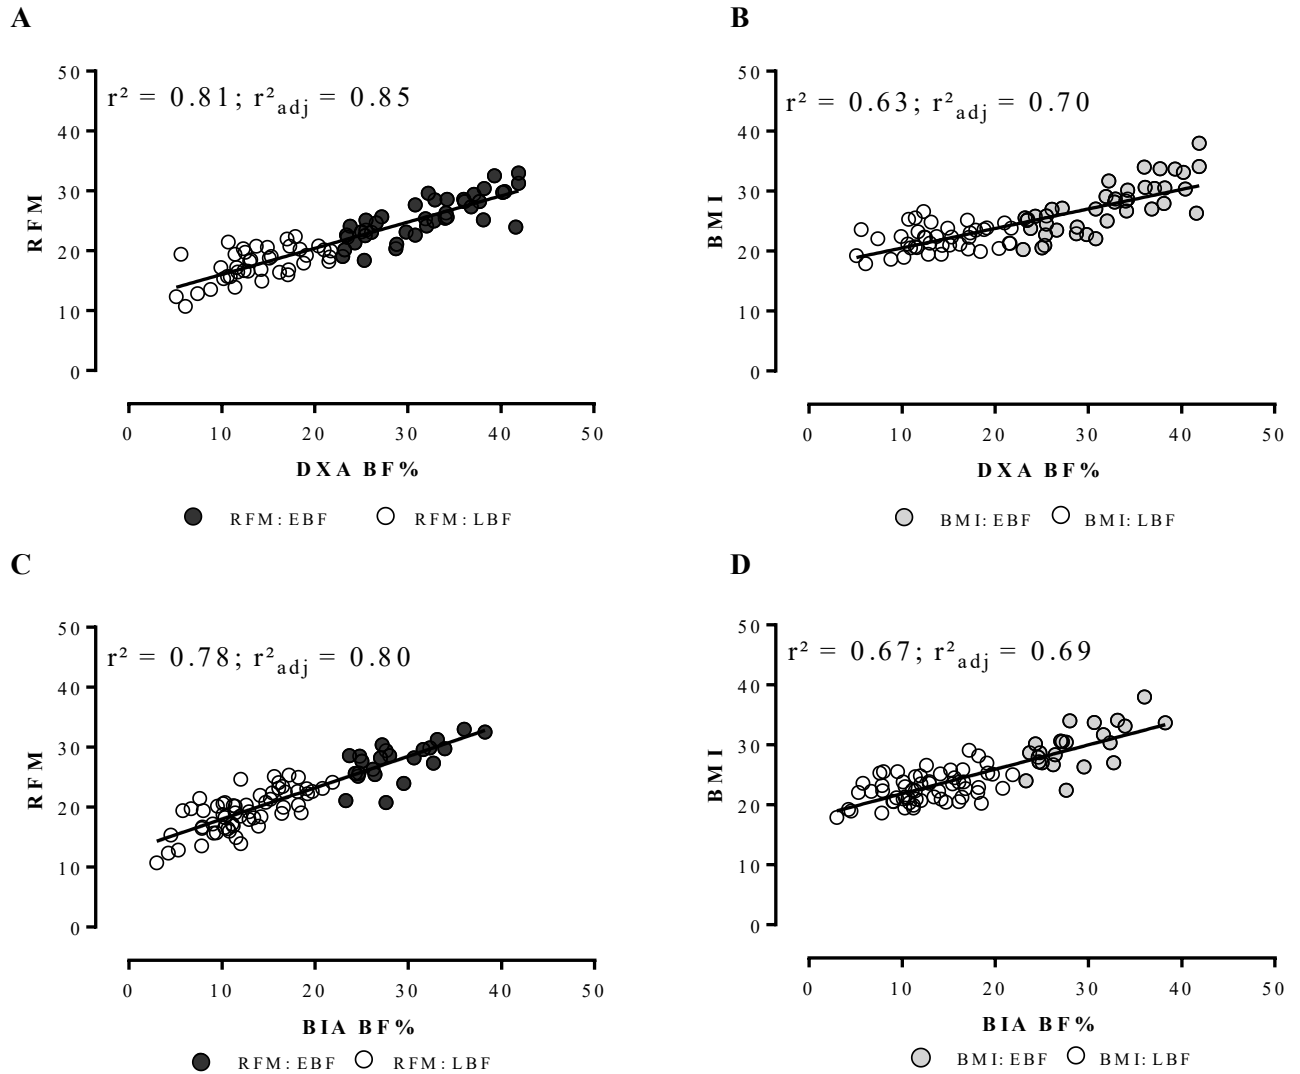 A
50
40
30
20
10
0
RFM
r² = 0.81; r²adj = 0.85
0 10 20 30 40 50
DXA BF%
RFM:EBF RFM:LBF
B
50
40
30
20
10
0
BMI
r² = 0.63; r²adj = 0.70
0 10 20 30 40 50
DXA BF%
BMI:EBF BMI:LBF
C
50
40
30
20
10
0
RFM
r² = 0.78; r²adj = 0.80
0 10 20 30 40 50
BIA BF%
RFM:EBF RFM:LBF
D
50
40
30
20
10
0
BMI
r² = 0.67; r²adj = 0.69
0 10 20 30 40 50
BIA BF%
BMI:EBF BMI:LBF